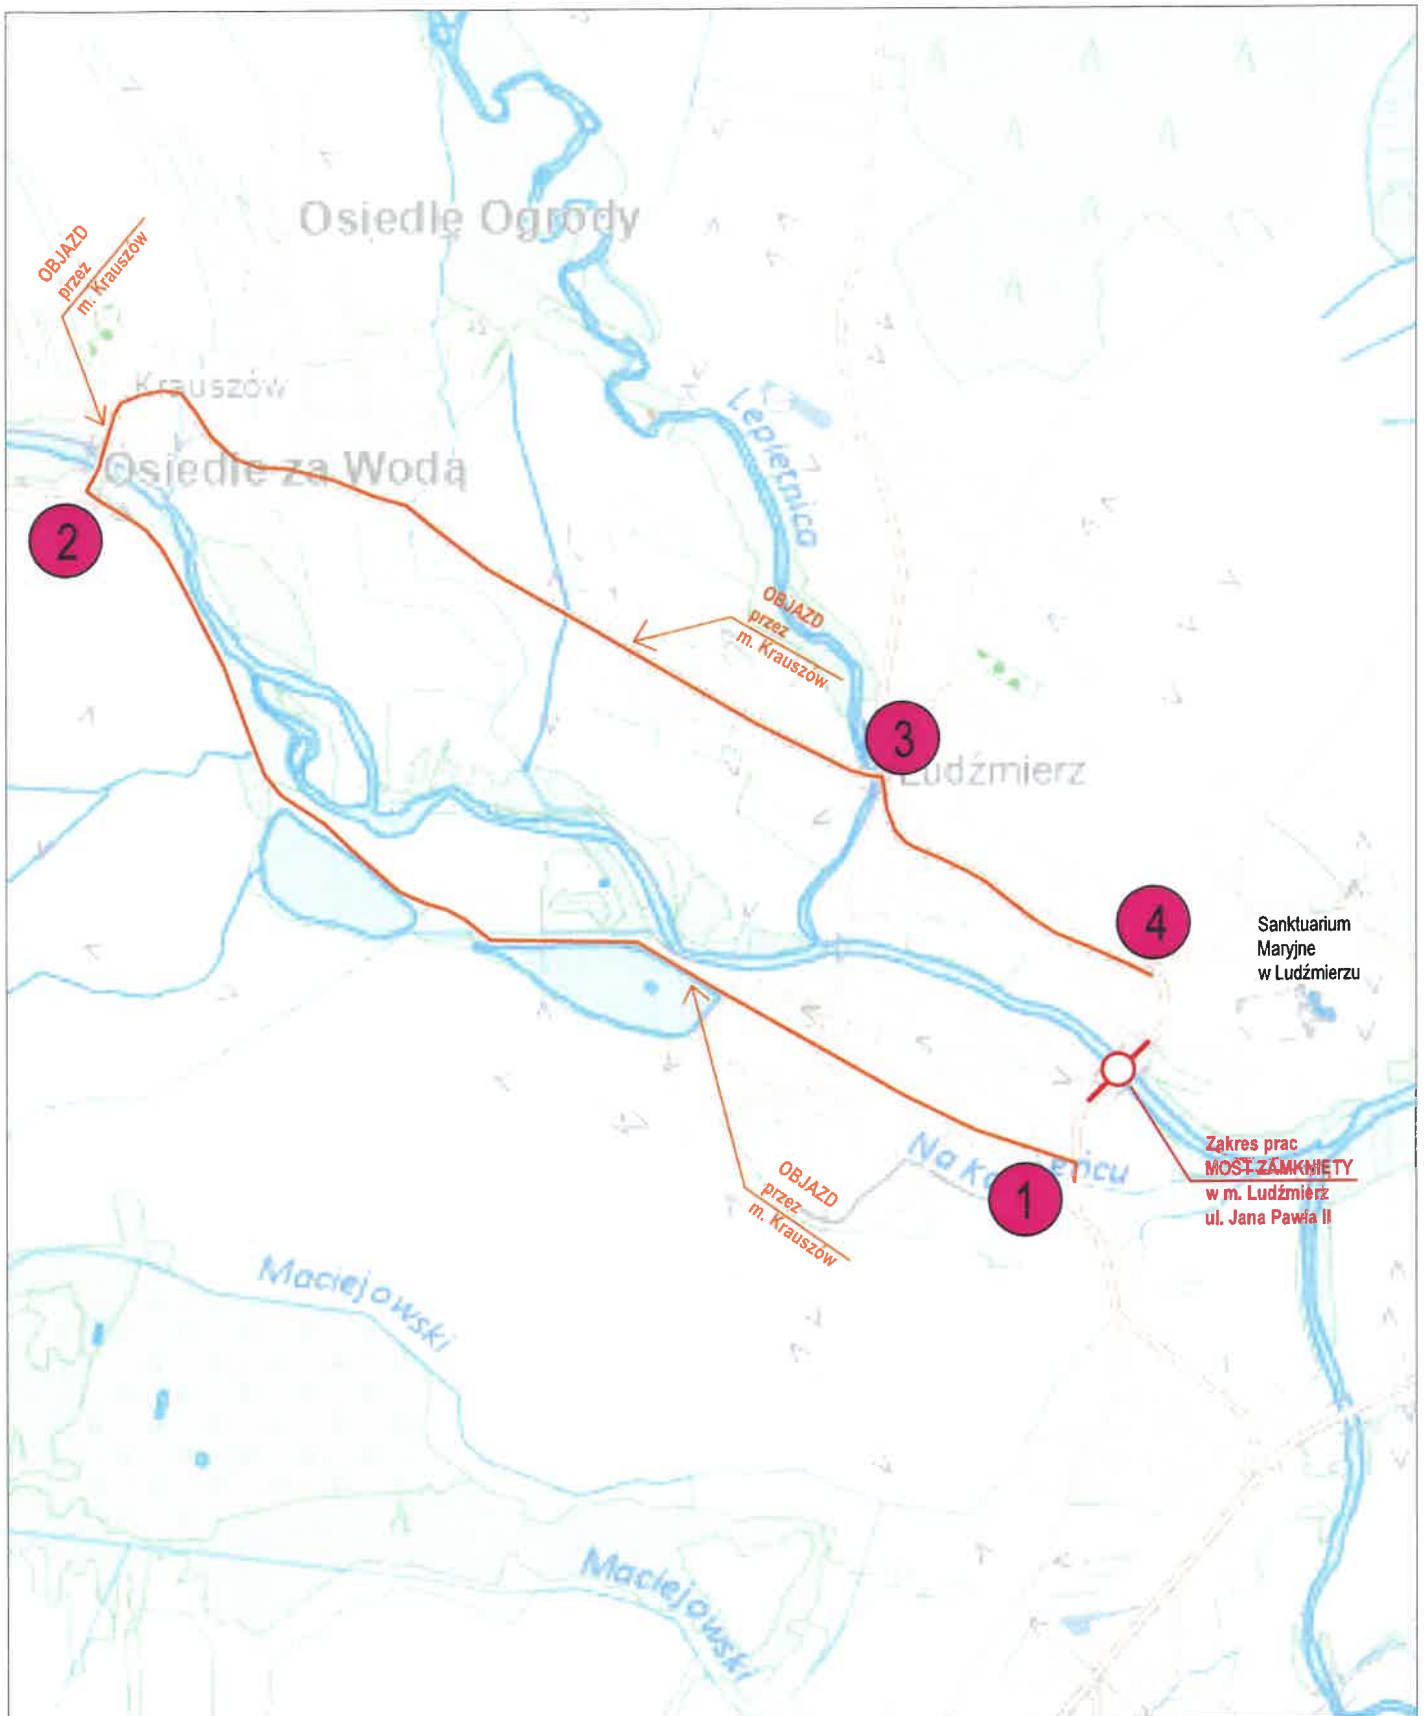 Osiedle Ogrody
OBJAZD
przez
m. Krauszów
Krauszów
Osiedle za Wodą
2
Lepietnica
OBJAZD
przez
m. Krauszów
3
Ludźmierz
4
Sanktuarium
Maryjne
w Ludźmierzu
Zakres prac
MOST ZAMKNIĘTY
w m. Ludźmierz
ul. Jana Pawła II
1
OBJAZD
przez
m. Krauszów
Maciejowski
Maciejowski